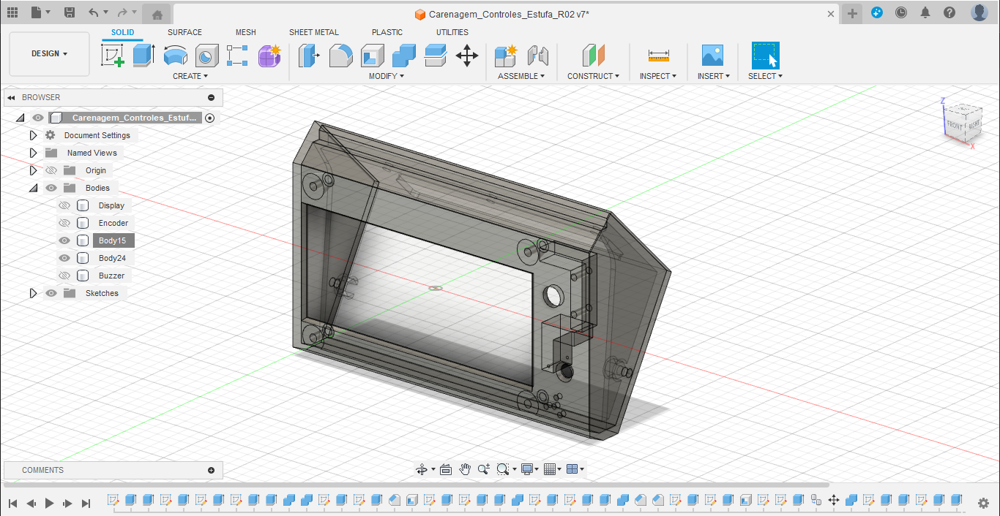 Carenagem_Controles_Estufa_R02 v7*
SOLID SURFACE MESH SHEET METAL PLASTIC UTILITIES
DESIGN
CREATE MODIFY ASSEMBLE CONSTRUCT INSPECT INSERT SELECT
BROWSER
Carenagem_Controles_Estuf...
Document Settings
Named Views
Origin
Bodies
Display
Encoder
Body15
Body24
Buzzer
Sketches
Z
FRONT RIGHT
X
COMMENTS